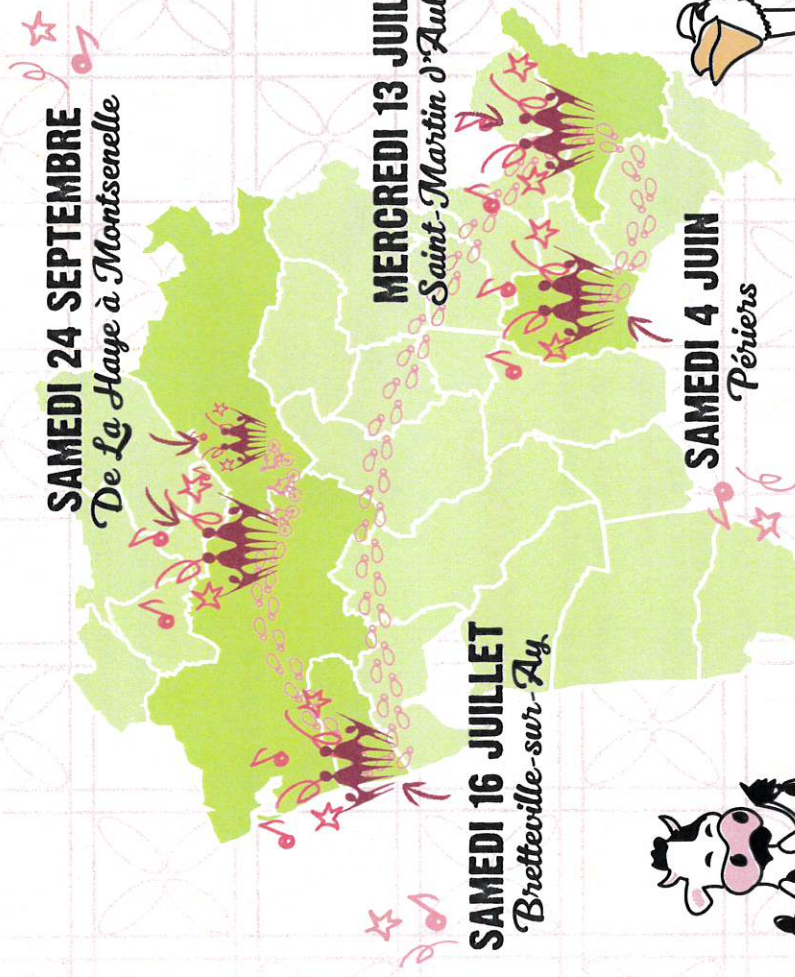 SAMEDI 24 SEPTEMBRE
De La Haye à Montsenelle
MERCREDI 13 JUIL
Saint-Martin d'Aub
SAMEDI 16 JUILLET
Bretteville-sur-Ay
SAMEDI 4 JUIN
Périers